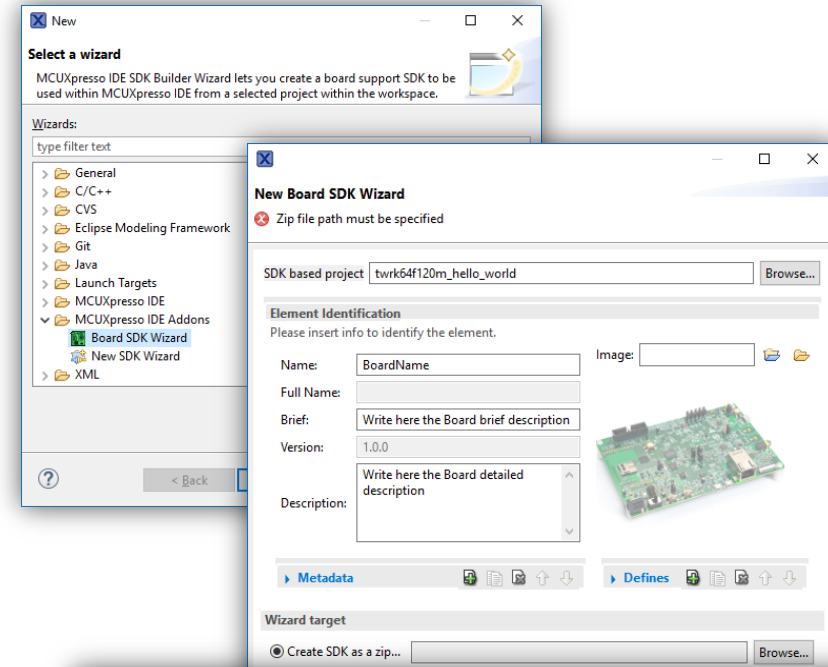 New
Select a wizard
MCUXpresso IDE SDK Builder Wizard lets you create a board support SDK to be
used within MCUXpresso IDE from a selected project within the workspace.
Wizards:
type filter text
General
C/C++
CVS
Eclipse Modeling Framework
Git
Java
Launch Targets
MCUXpresso IDE
MCUXpresso IDE Addons
Board SDK Wizard
New SDK Wizard
XML
< Back
New Board SDK Wizard
Zip file path must be specified
SDK based project twrk64f120m_hello_world Browse...
Element Identification
Please insert info to identify the element.
Name: BoardName
Image:
Full Name:
Brief: Write here the Board brief description
Version: 1.0.0
Description: Write here the Board detailed
description
Metadata
Defines
Wizard target
Create SDK as a zip... Browse...